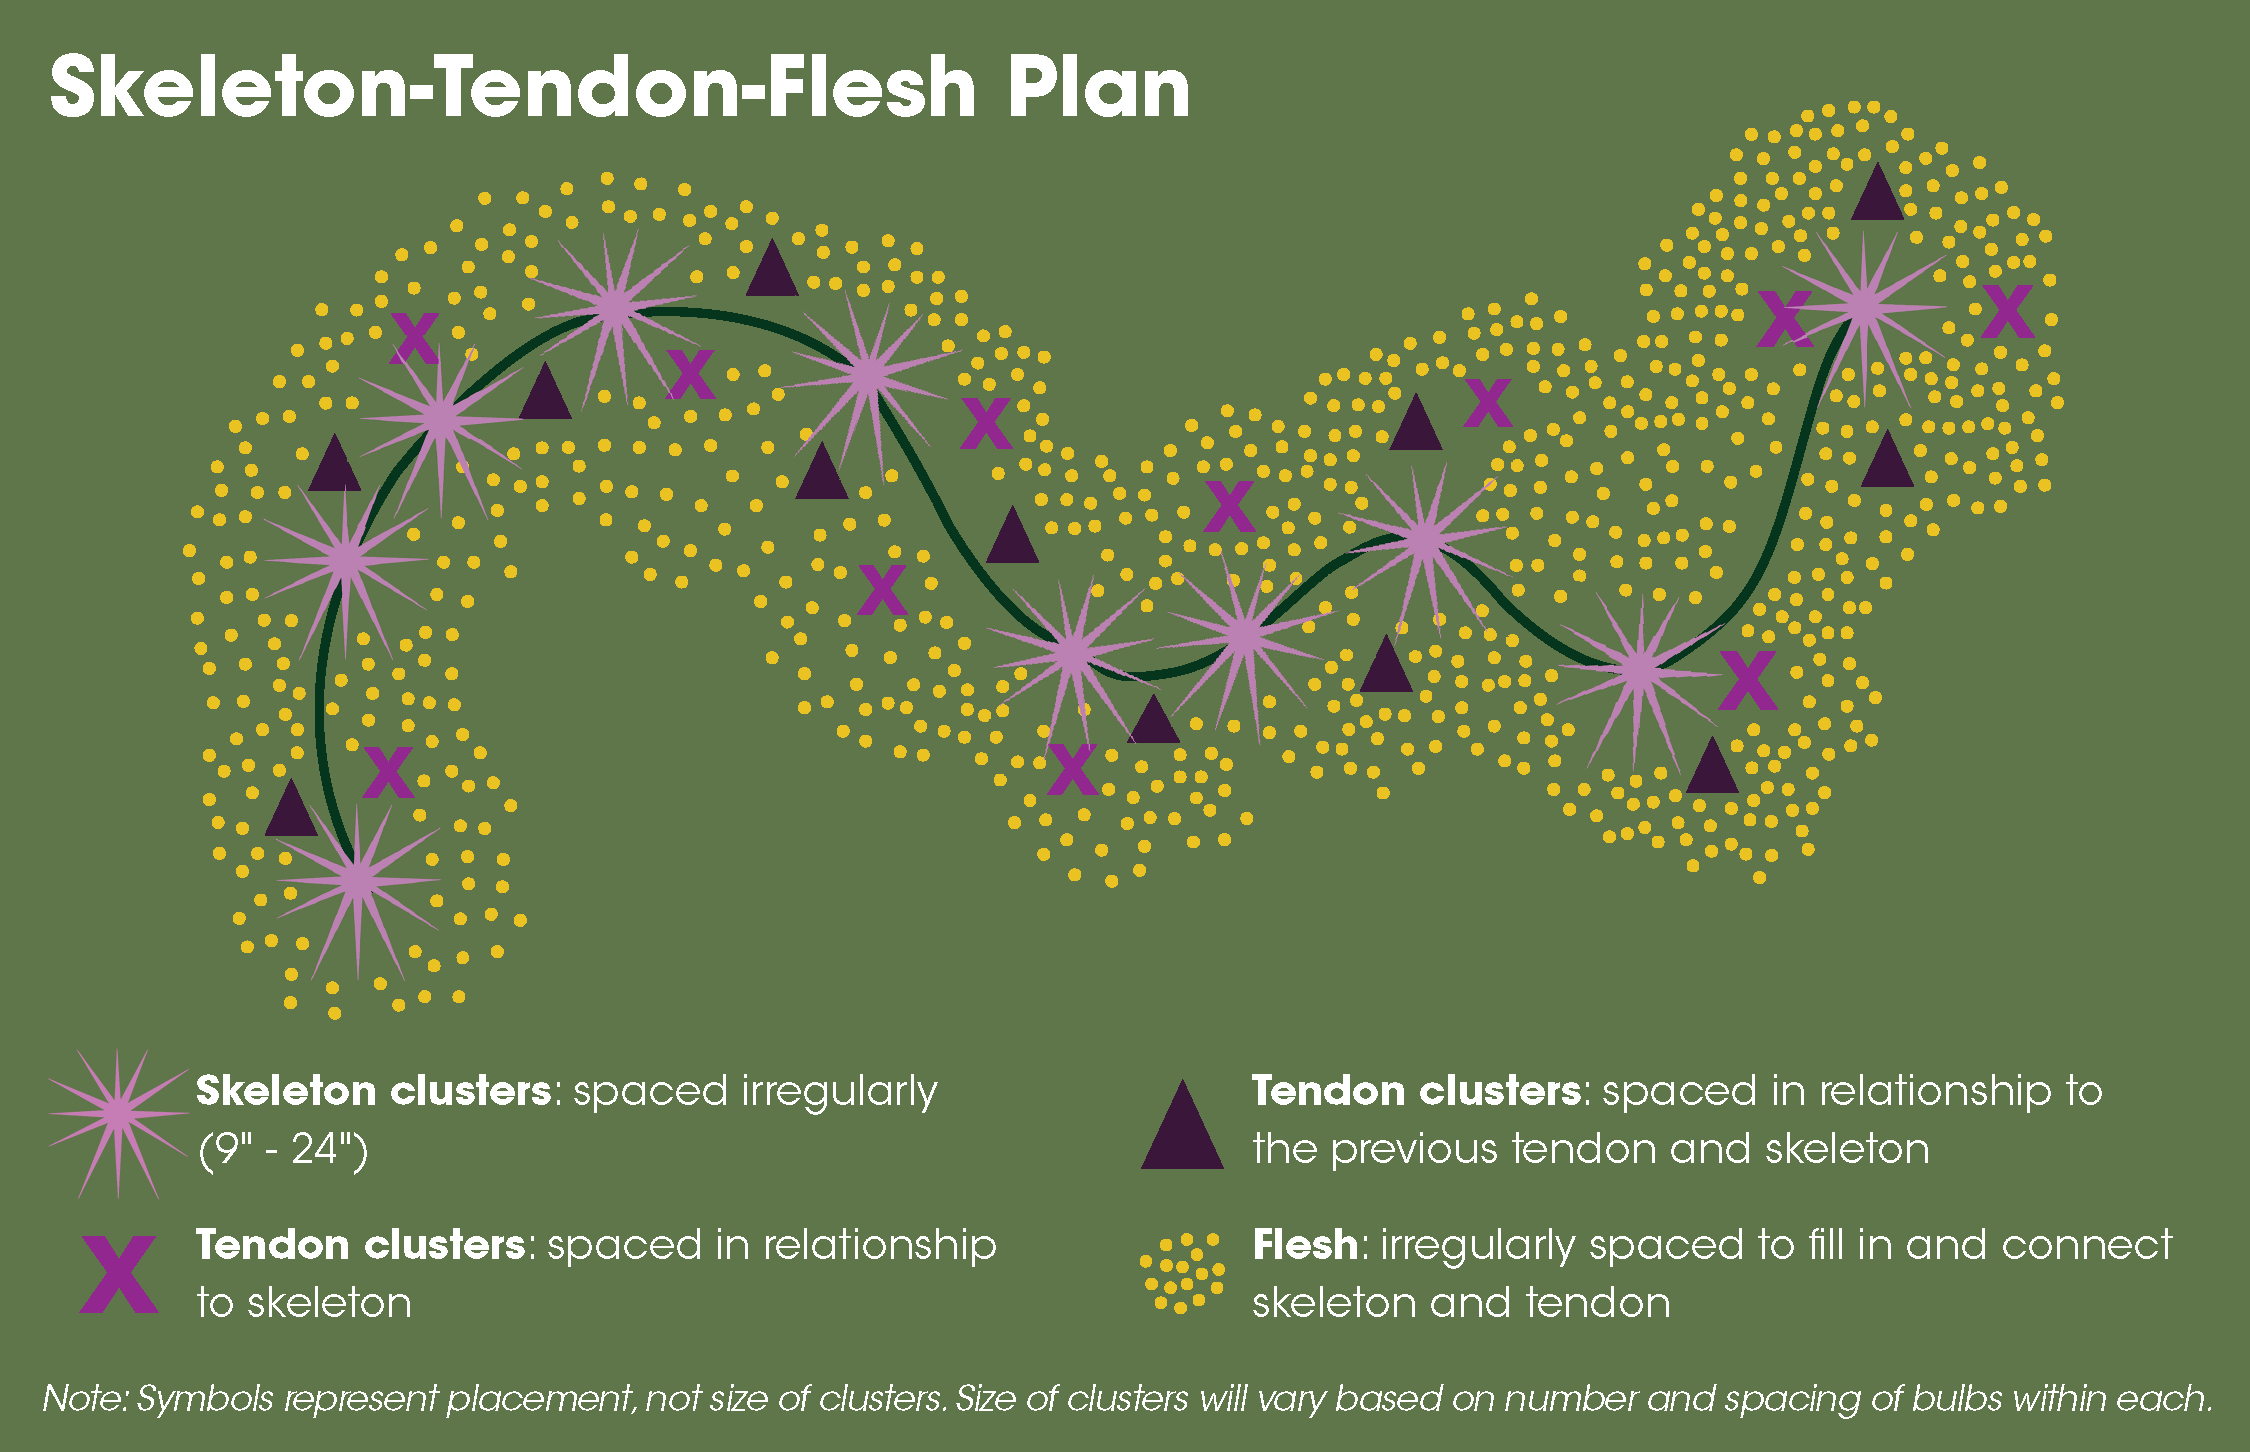 Skeleton-Tendon-Flesh Plan
Skeleton clusters: spaced irregularly
(9" - 24")
Tendon clusters: spaced in relationship to
the previous tendon and skeleton
X Tendon clusters: spaced in relationship
to skeleton
Flesh: irregularly spaced to fill in and connect
skeleton and tendon
Note: Symbols represent placement, not size of clusters. Size of clusters will vary based on number and spacing of bulbs within each.